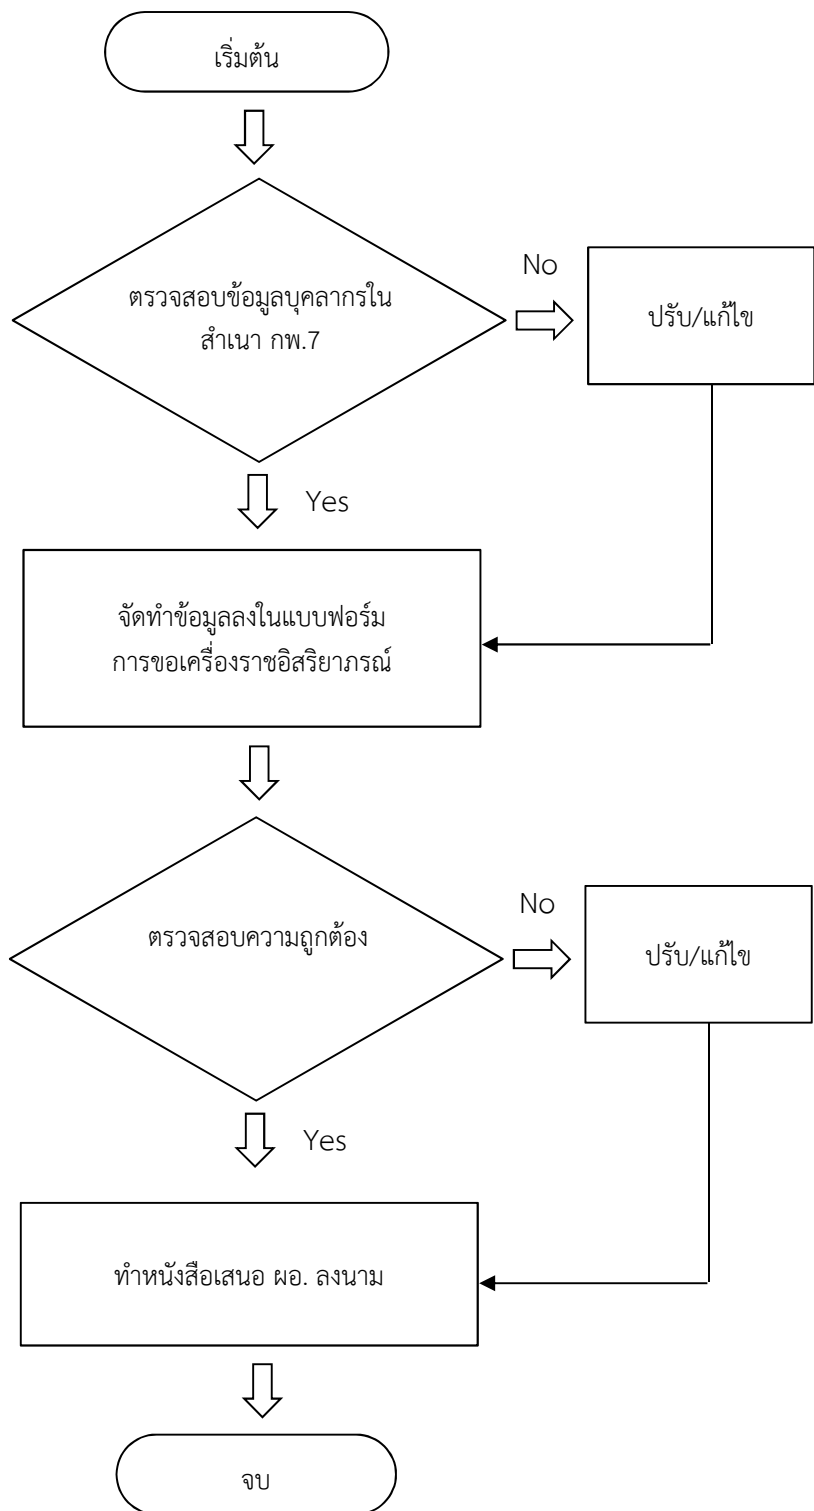 เริ่มต้น
ตรวจสอบข้อมูลบุคลากรใน
สำเนา กพ.7
No
ปรับ/แก้ไข
Yes
จัดทำข้อมูลลงในแบบฟอร์ม
การขอเครื่องราชอิสริยาภรณ์
ตรวจสอบความถูกต้อง
No
ปรับ/แก้ไข
Yes
ทำหนังสือเสนอ ผอ. ลงนาม
จบ